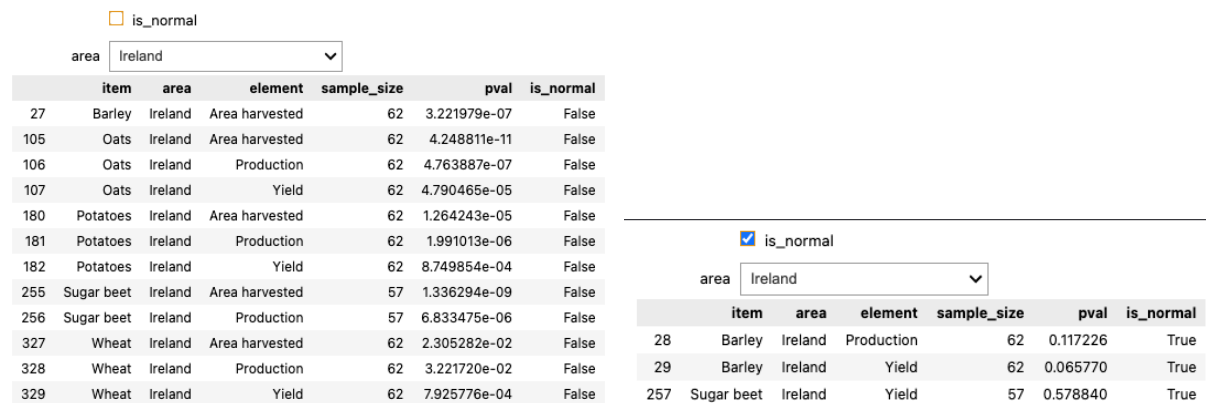 is_normal
area Ireland
item area element sample_size pval is_normal
27 Barley Ireland Area harvested 62 3.221979e-07 False
105 Oats Ireland Area harvested 62 4.248811e-11 False
106 Oats Ireland Production 62 4.763887e-07 False
107 Oats Ireland Yield 62 4.790465e-05 False
180 Potatoes Ireland Area harvested 62 1.264243e-05 False
181 Potatoes Ireland Production 62 1.991013e-06 False
182 Potatoes Ireland Yield 62 8.749854e-04 False
255 Sugar beet Ireland Area harvested 57 1.336294e-09 False
256 Sugar beet Ireland Production 57 6.833475e-06 False
327 Wheat Ireland Area harvested 62 2.305282e-02 False
328 Wheat Ireland Production 62 3.221720e-02 False
329 Wheat Ireland Yield 62 7.925776e-04 False
is_normal
area Ireland
item area element sample_size pval is_normal
28 Barley Ireland Production 62 0.117226 True
29 Barley Ireland Yield 62 0.065770 True
257 Sugar beet Ireland Yield 57 0.578840 True